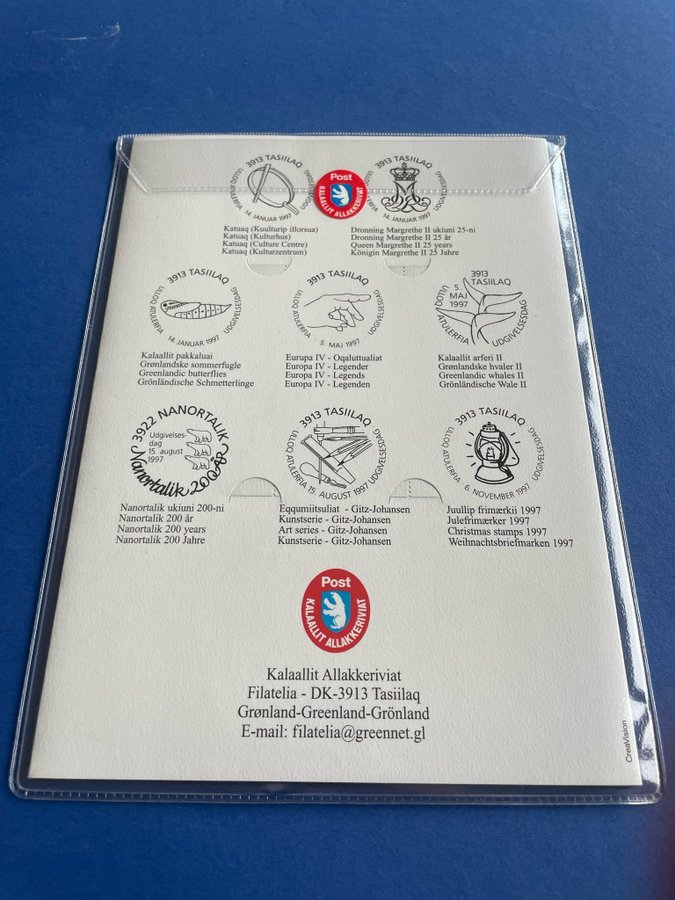 3913 TASIILAQ
ULLOQ ATULERFIA
UDGIVELSESDAG
14. JANUAR 1997
Post
KALAALLIT ALLAKKERIVIAT
3913 TASIILAQ
ULLOQ ATULERFIA
UDGIVELSESDAG
14. JANUAR 1997
Katuaq (Kuulturip illorsua)
Katuaq (Kulturhus)
Katuaq (Culture Centre)
Katuaq (Kulturzentrum)
Dronning Margrethe II ukiuni 25-ni
Dronning Margrethe II 25 år
Queen Margrethe II 25 years
Königin Margrethe II 25 Jahre
3913 TASIILAQ
ULLOQ ATULERFIA
UDGIVELSESDAG
14. JANUAR 1997
3913 TASIILAQ
ULLOQ ATULERFIA
UDGIVELSESDAG
5. MAJ 1997
3913
TASIILAQ
5.
MAJ
1997
ULLOQ ATULERFIA
UDGIVELSESDAG
Kalaallit pakkaluai
Grønlandske sommerfugle
Greenlandic butterflies
Grönländische Schmetterlinge
Europa IV - Oqaluttualiat
Europa IV - Legender
Europa IV - Legends
Europa IV - Legenden
Kalaallit arferi II
Grønlandske hvaler II
Greenlandic whales II
Grönländische Wale II
3922 NANORTALIK
Udgivelses-
dag
15. august
1997
Nanortalik 200 ÅR
3913 TASIILAQ
ULLOQ ATULERFIA
UDGIVELSESDAG
15. AUGUST 1997
3913 TASIILAQ
ULLOQ ATULERFIA
UDGIVELSESDAG
6. NOVEMBER 1997
Nanortalik ukiuni 200-ni
Nanortalik 200 år
Nanortalik 200 years
Nanortalik 200 Jahre
Eqqumiitsuliat - Gitz-Johansen
Kunstserie - Gitz-Johansen
Art series - Gitz-Johansen
Kunstserie - Gitz-Johansen
Juullip frimærkii 1997
Julefrimærker 1997
Christmas stamps 1997
Weihnachtsbriefmarken 1997
Post
KALAALLIT ALLAKKERIVIAT
Kalaallit Allakkeriviat
Filatelia - DK-3913 Tasiilaq
Grønland-Greenland-Grönland
E-mail: filatelia@greennet.gl
CreaVision